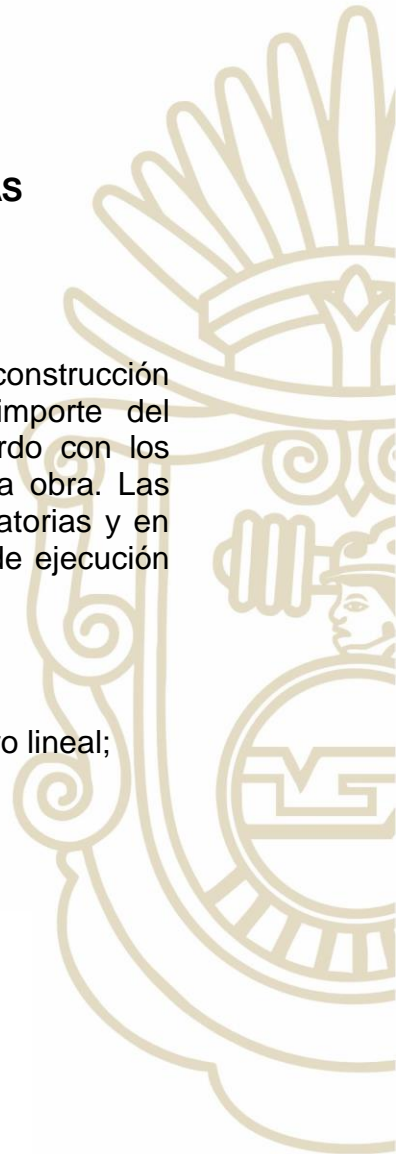 AS
construcción
importe del
rdo con los
a obra. Las
atorias y en
de ejecución
o lineal;